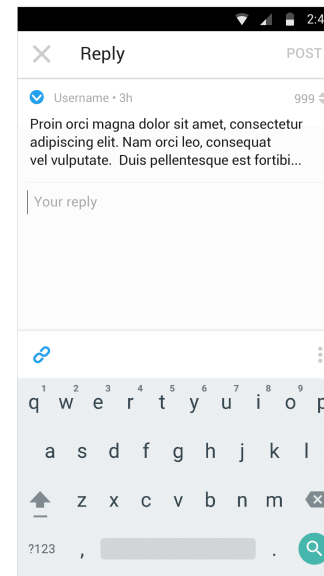 2:4
Reply
POST
Username • 3h
999
Proin orci magna dolor sit amet, consectetur
adipiscing elit. Nam orci leo, consequat
vel vulputate.  Duis pellentesque est fortibi...
Your reply
1 2 3 4 5 6 7 8 9
q w e r t y u i o p
a s d f g h j k l
z x c v b n m
?123 , .